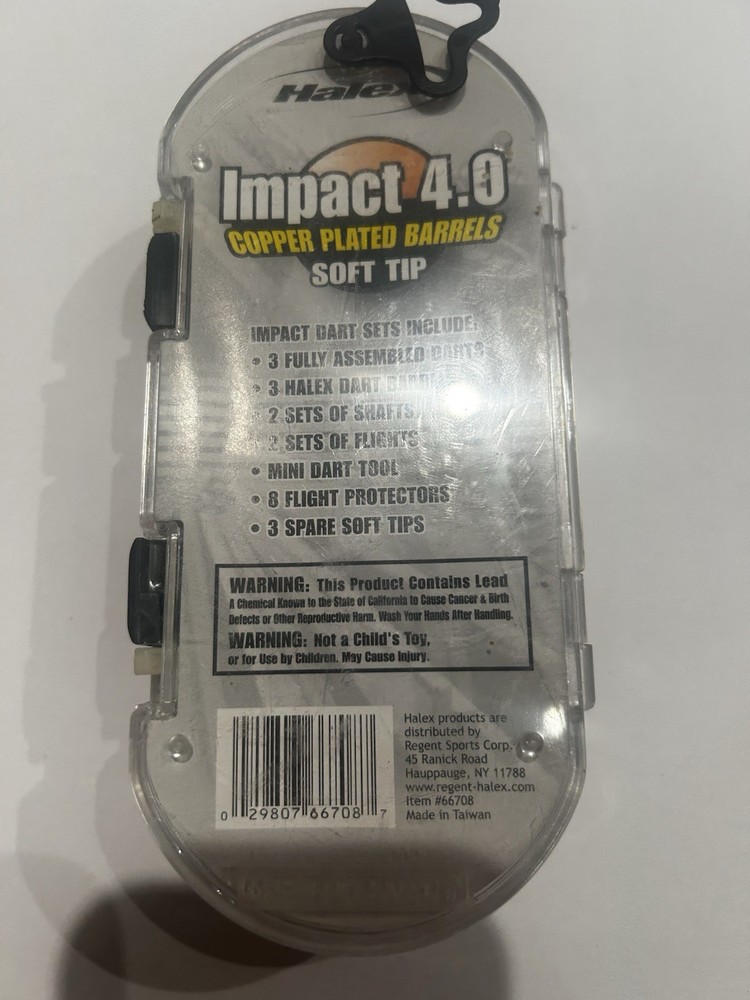 Halex
Impact 4.0
COPPER PLATED BARRELS
SOFT TIP
IMPACT DART SETS INCLUDE:
• 3 FULLY ASSEMBLED DARTS
• 3 HALEX DART
• 2 SETS OF SHAFTS
• 2 SETS OF FLIGHTS
• MINI DART TOOL
• 8 FLIGHT PROTECTORS
• 3 SPARE SOFT TIPS
WARNING: This Product Contains Lead
A Chemical Known to the State of California to Cause Cancer & Birth
Defects or Other Reproductive Harm. Wash Your Hands After Handling.
WARNING: Not a Child's Toy,
or for Use by Children. May Cause Injury.
Halex products are
distributed by
Regent Sports Corp.
45 Ranick Road
Hauppauge, NY 11788
www.regent-halex.com
Item #66708
Made in Taiwan
0 29807 66708 7